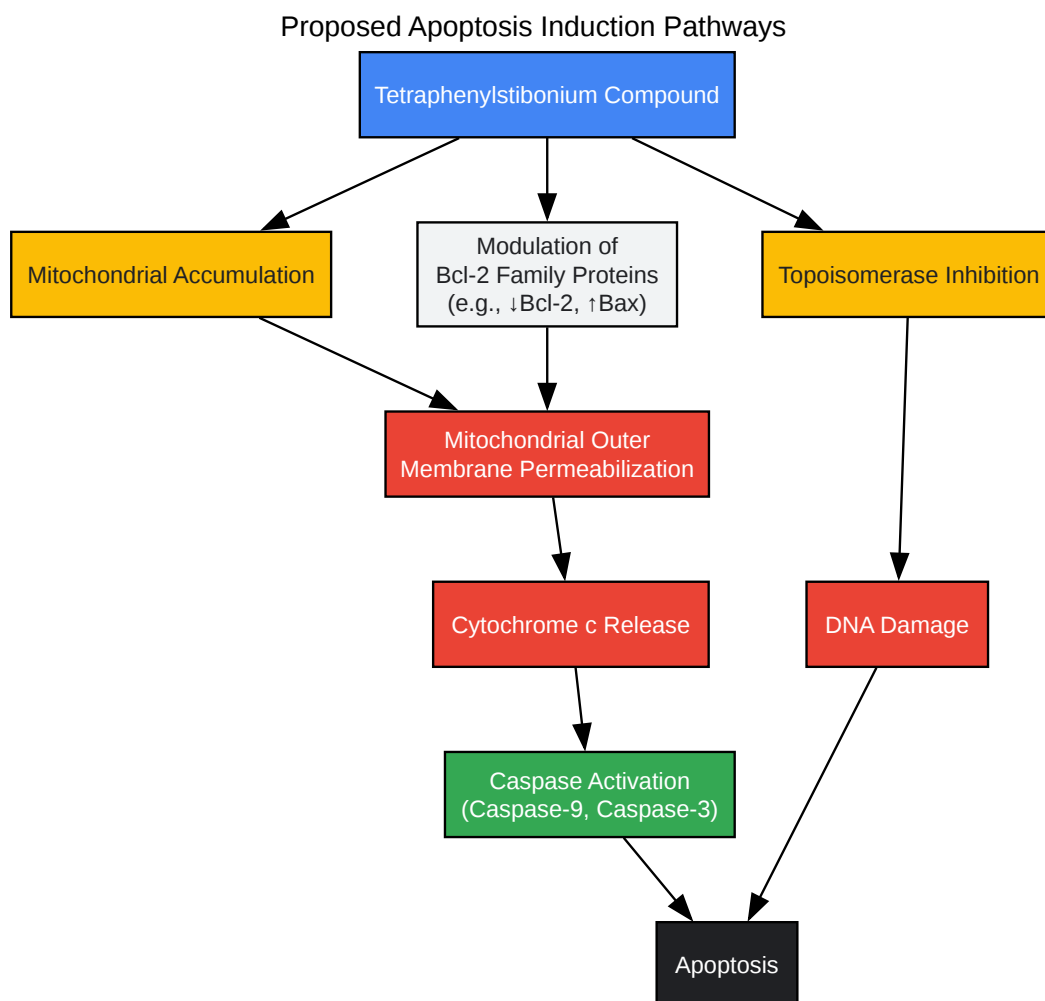 Proposed Apoptosis Induction Pathways
Tetraphenylstibonium Compound
Mitochondrial Accumulation
Modulation of
Bcl-2 Family Proteins
(e.g., ↓Bcl-2, ↑Bax)
Topoisomerase Inhibition
Mitochondrial Outer
Membrane Permeabilization
Cytochrome c Release
DNA Damage
Caspase Activation
(Caspase-9, Caspase-3)
Apoptosis